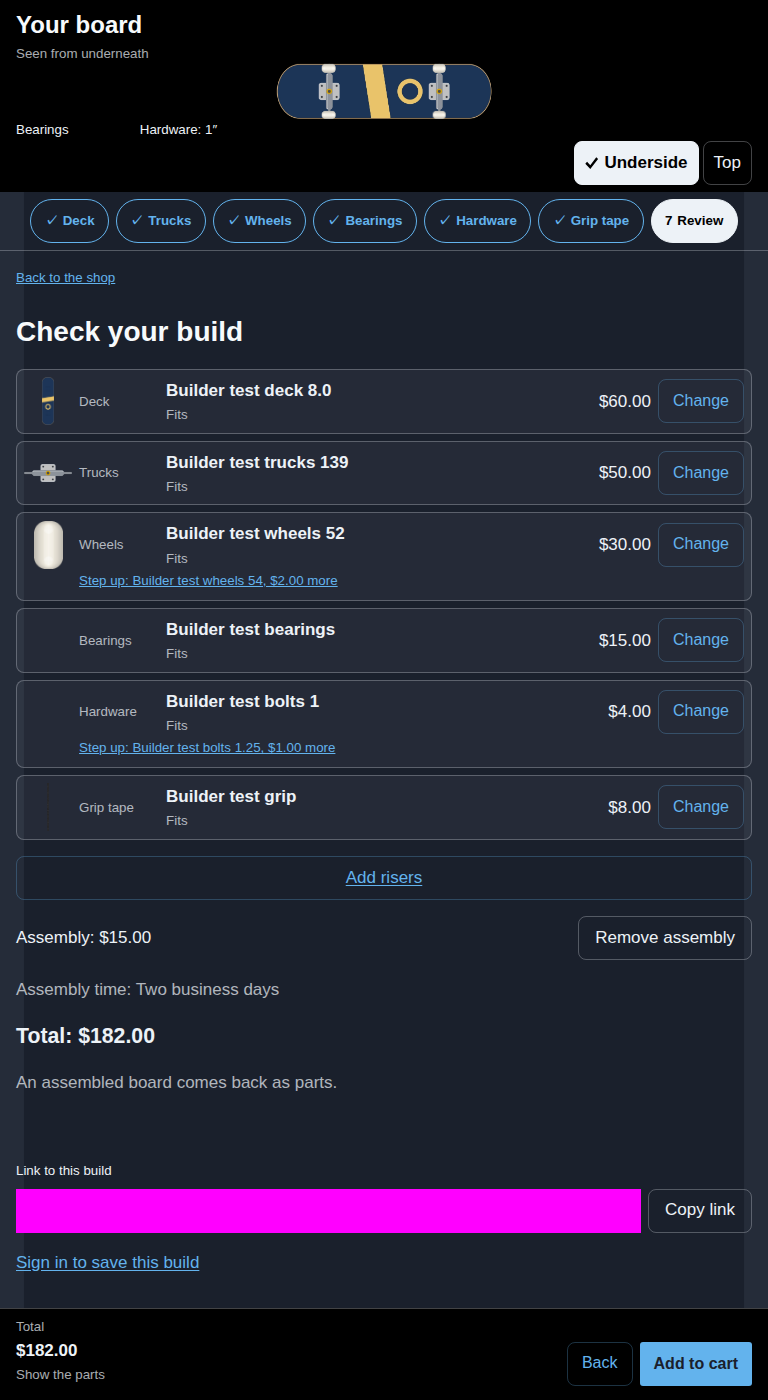 Your board
Seen from underneath
Bearings Hardware: 1″
✓ Underside Top
✓ Deck ✓ Trucks ✓ Wheels ✓ Bearings ✓ Hardware ✓ Grip tape 7 Review
Back to the shop
Check your build
Deck Builder test deck 8.0 $60.00 Change
Fits
Trucks Builder test trucks 139 $50.00 Change
Fits
Wheels Builder test wheels 52 $30.00 Change
Fits
Step up: Builder test wheels 54, $2.00 more
Bearings Builder test bearings $15.00 Change
Fits
Hardware Builder test bolts 1 $4.00 Change
Fits
Step up: Builder test bolts 1.25, $1.00 more
Grip tape Builder test grip $8.00 Change
Fits
Add risers
Assembly: $15.00 Remove assembly
Assembly time: Two business days
Total: $182.00
An assembled board comes back as parts.
Link to this build
Copy link
Sign in to save this build
Total
$182.00
Show the parts
Back Add to cart